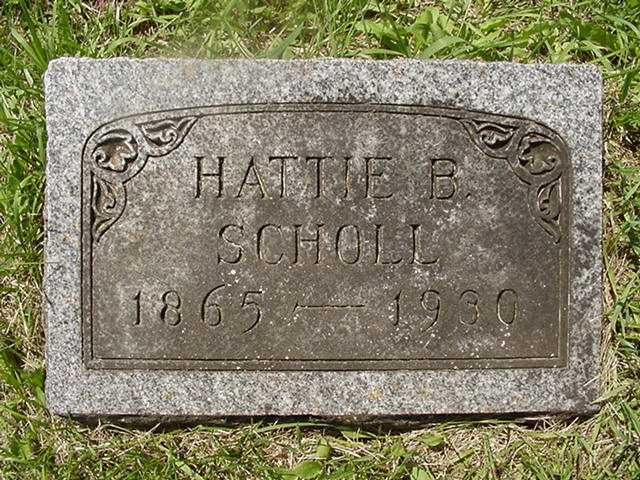 HATTIE B.
SCHOLL
1865 — 1930